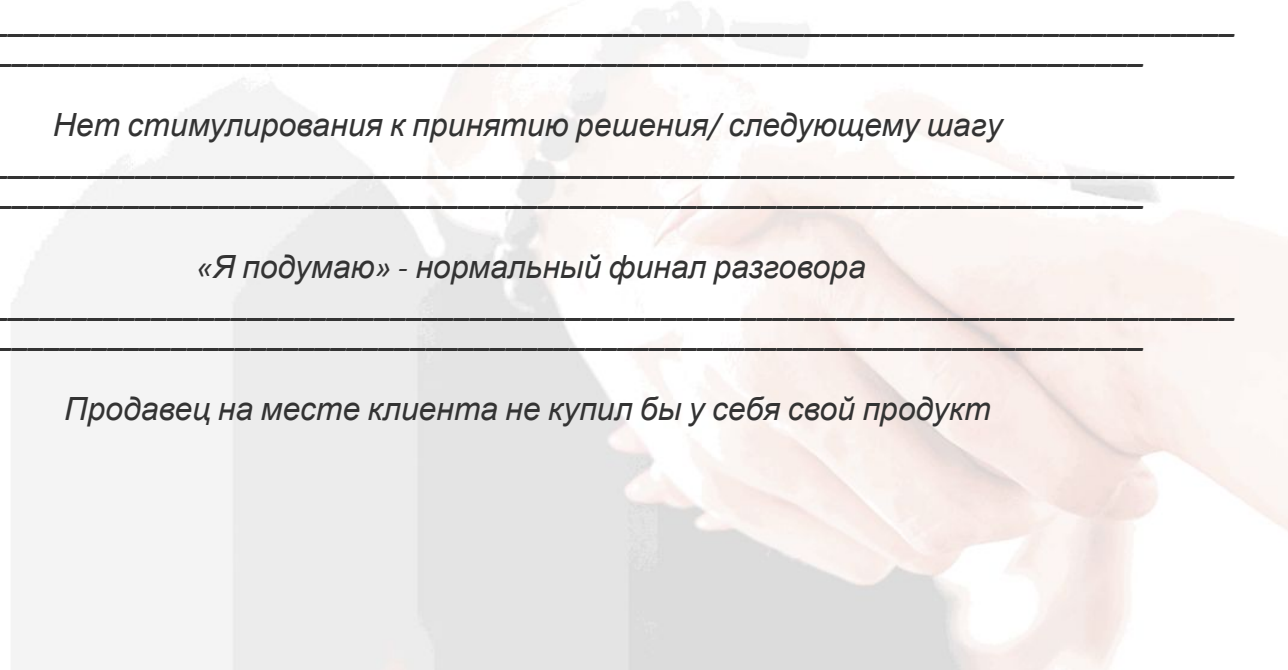 Нет стимулирования к принятию решения/ следующему шагу
«Я подумаю» - нормальный финал разговора
Продавец на месте клиента не купил бы у себя свой продукт